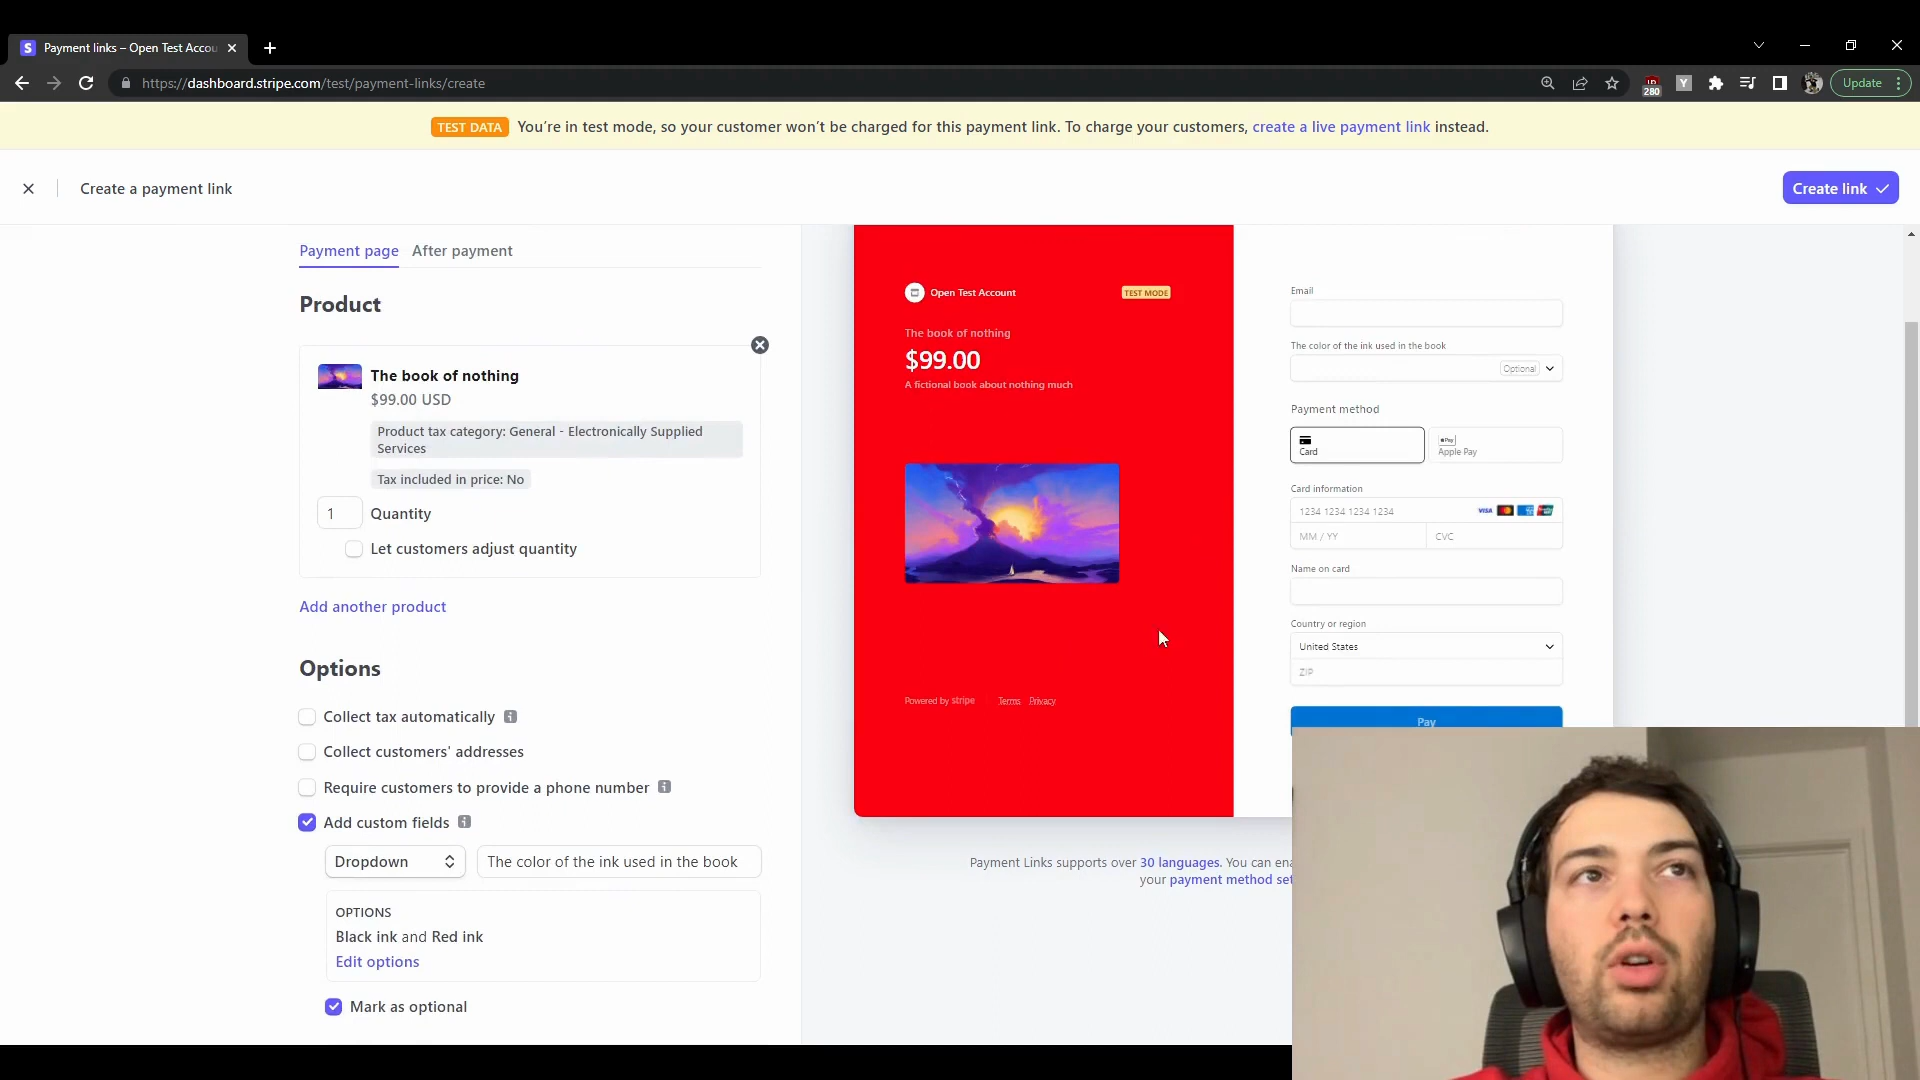 Payment links – Open Test Accou
https://dashboard.stripe.com/test/payment-links/create
280
Y
Update
TEST DATA You're in test mode, so your customer won't be charged for this payment link. To charge your customers, create a live payment link instead.
Create a payment link
Create link
Payment page After payment
Product
The book of nothing
$99.00 USD
Product tax category: General - Electronically Supplied
Services
Tax included in price: No
1 Quantity
Let customers adjust quantity
Add another product
Options
Collect tax automatically
Collect customers' addresses
Require customers to provide a phone number
Add custom fields
Dropdown The color of the ink used in the book
OPTIONS
Black ink and Red ink
Edit options
Mark as optional
Open Test Account TEST MODE
The book of nothing
$99.00
A fictional book about nothing much
Powered by stripe Terms Privacy
Email
The color of the ink used in the book
Optional
Payment method
Card
Pay
Apple Pay
Card information
1234 1234 1234 1234 VISA
MM / YY CVC
Name on card
Country or region
United States
ZIP
Pay
Payment Links supports over 30 languages. You can ena
your payment method set